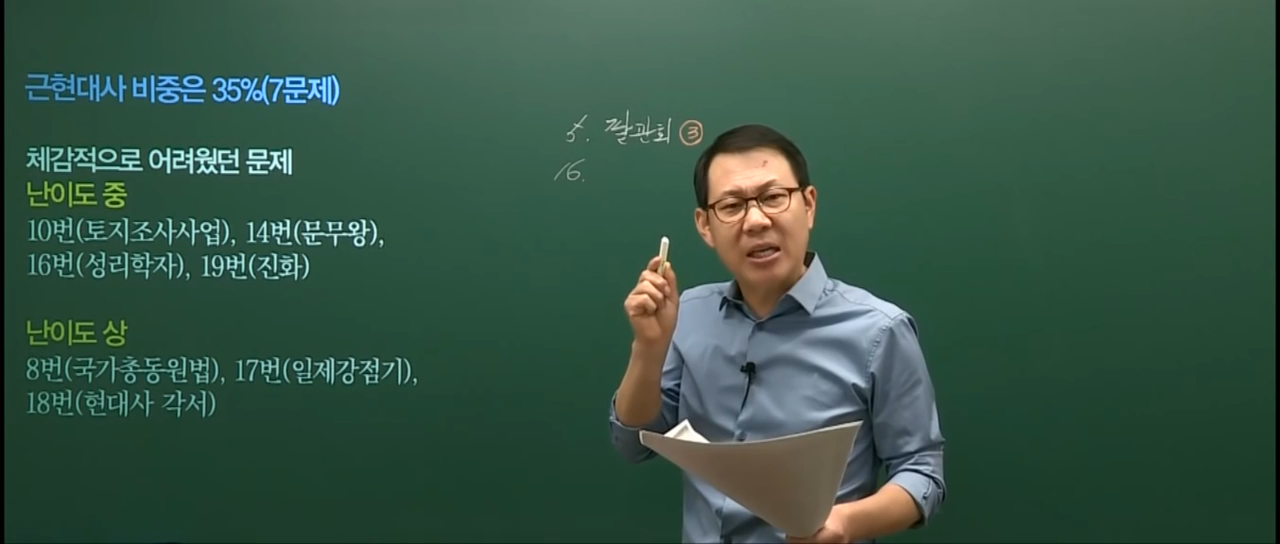 근현대사 비중은 35%(7문제)
체감적으로 어려웠던 문제
난이도 중
10번(토지조사사업), 14번(문무왕),
16번(성리학자), 19번(진화)
난이도 상
8번(국가총동원법), 17번(일제강점기),
18번(현대사 각서)
5. 팔관회 ③
16.